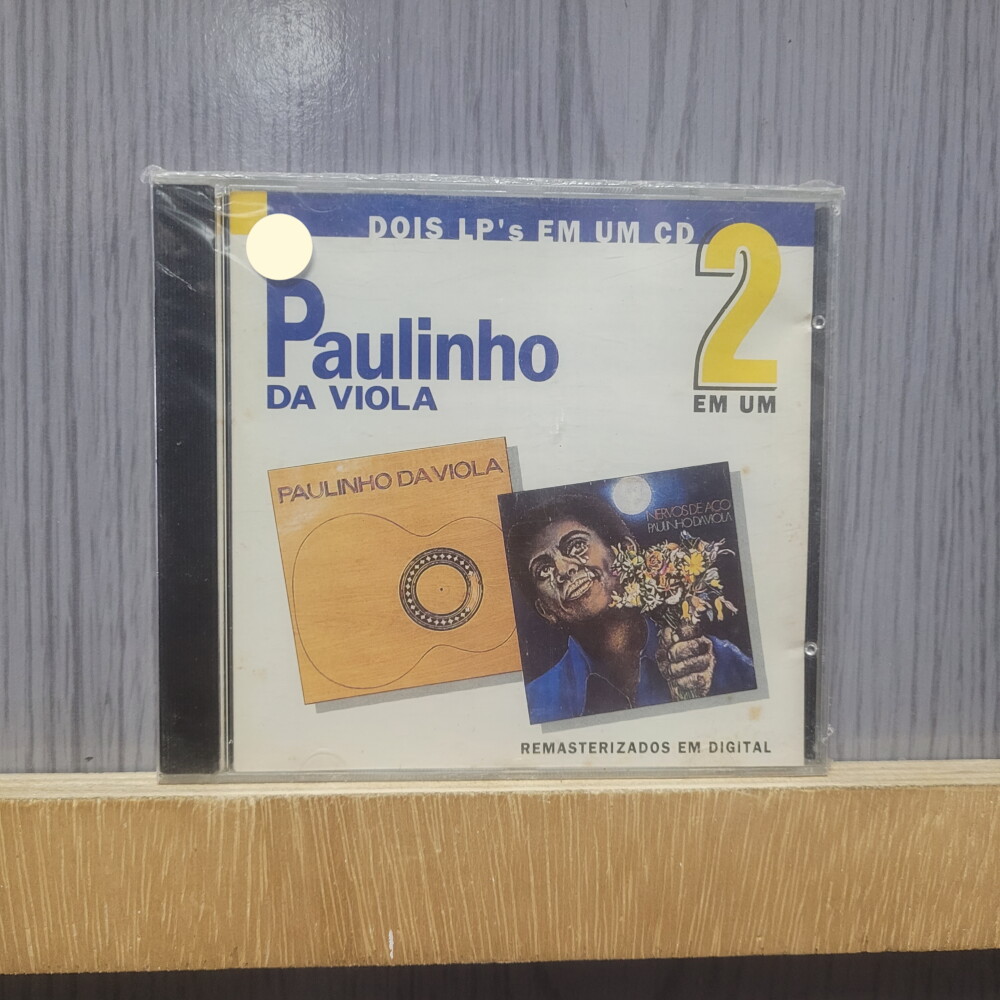 DOIS LP's EM UM CD
2
EM UM
Paulinho
DA VIOLA
PAULINHO DA VIOLA
NERVOS DE AÇO
PAULINHO DA VIOLA
REMASTERIZADOS EM DIGITAL